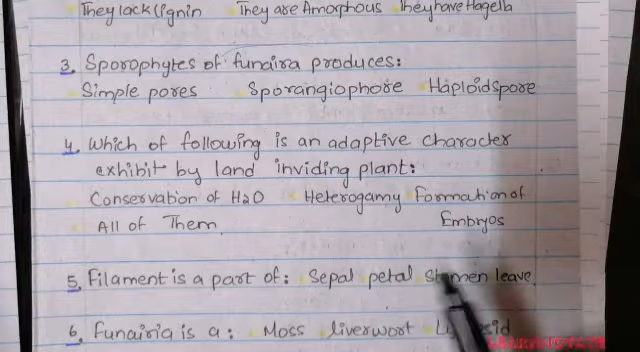 They lack lignin They are Amorphous They have flagella
3. Sporophytes of funaira produces:
Simple pores Sporangiophore Haploid spore
4. Which of following is an adaptive character
exhibit by land inviding plant:
Conservation of H2O Heterogamy Formation of
All of Them. Embryos
5. Filament is a part of: Sepal petal Stamen leave.
6. Funairia is a: Moss liverwort